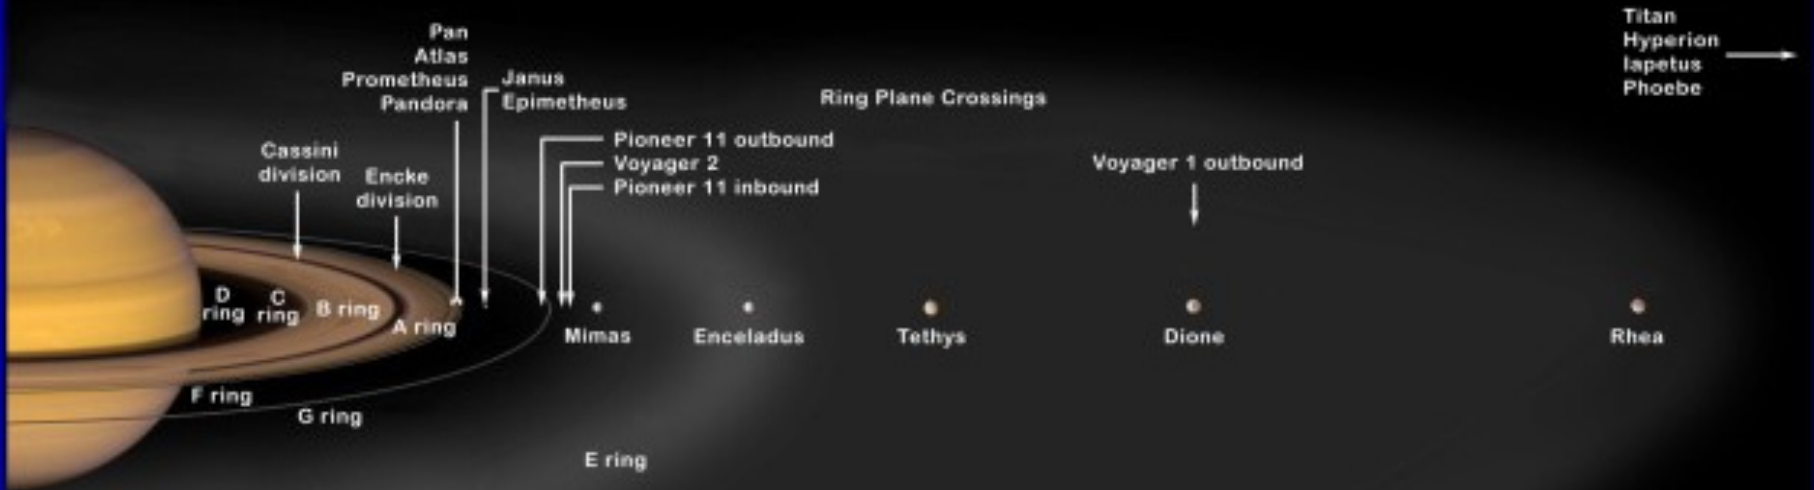 Pan
Atlas
Prometheus
Pandora
Janus
Epimetheus
Ring Plane Crossings
Titan
Hyperion
Iapetus
Phoebe
Cassini
division
Encke
division
Pioneer 11 outbound
Voyager 2
Pioneer 11 inbound
Voyager 1 outbound
D
ring
C
ring
B ring
A ring
Mimas
Enceladus
Tethys
Dione
Rhea
F ring
G ring
E ring